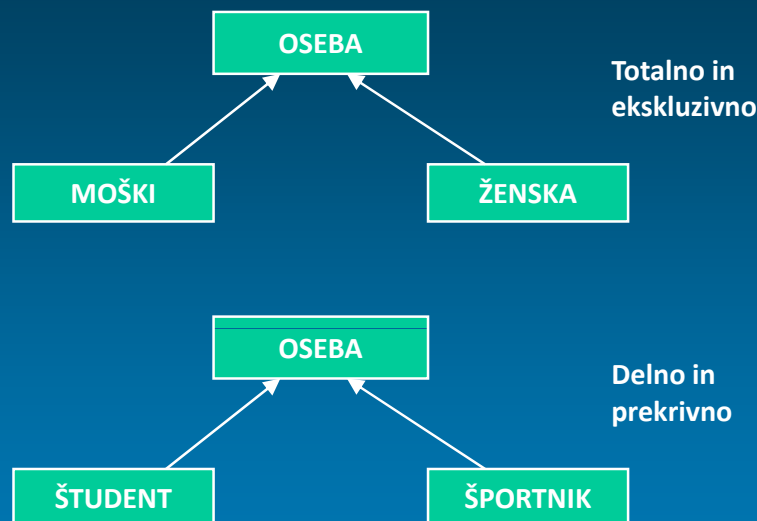 OSEBA
Totalno in
ekskluzivno
MOŠKI
ŽENSKA
OSEBA
Delno in
prekrivno
ŠTUDENT
ŠPORTNIK